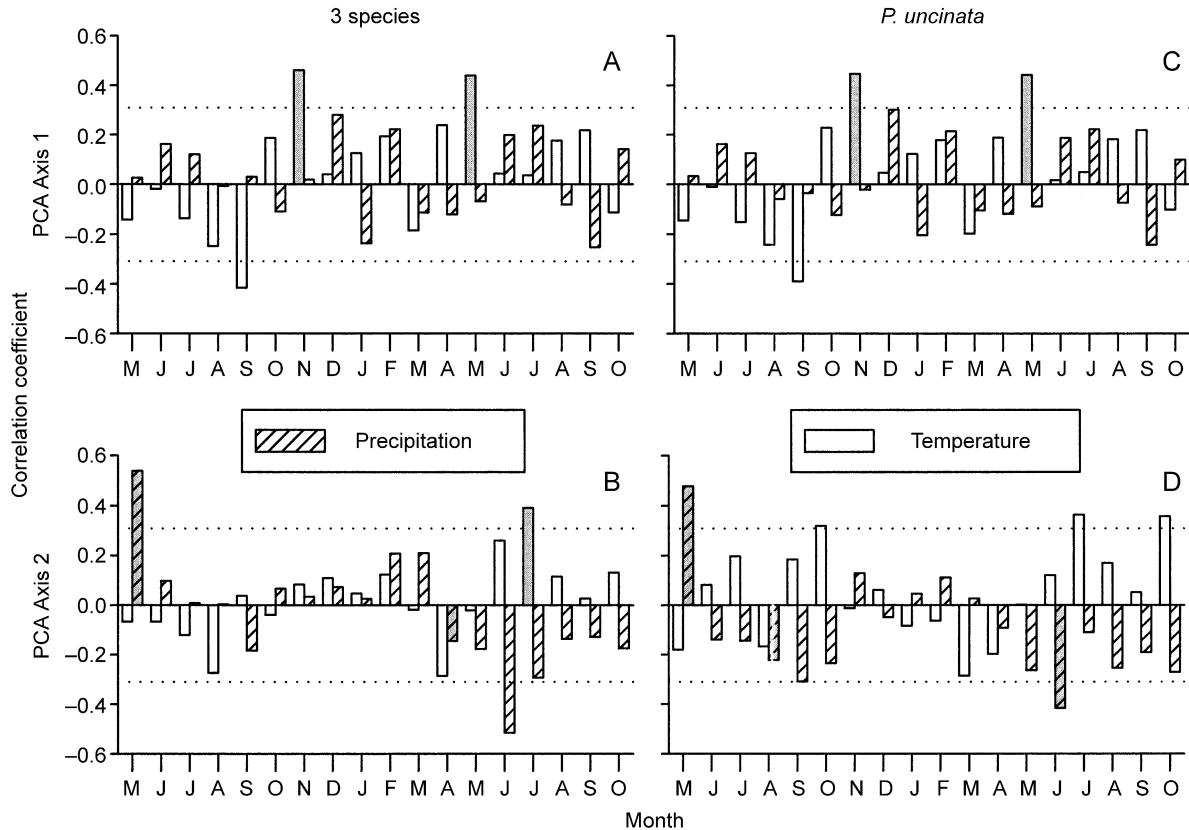 3 species
P. uncinata
Correlation coefficient
PCA Axis 1
0.6
0.4
0.2
0.0
–0.2
–0.4
–0.6
A
C
M J J A S O N D J F M A M J J A S O
M J J A S O N D J F M A M J J A S O
Precipitation
Temperature
PCA Axis 2
0.6
0.4
0.2
0.0
–0.2
–0.4
–0.6
B
D
M J J A S O N D J F M A M J J A S O
M J J A S O N D J F M A M J J A S O
Month